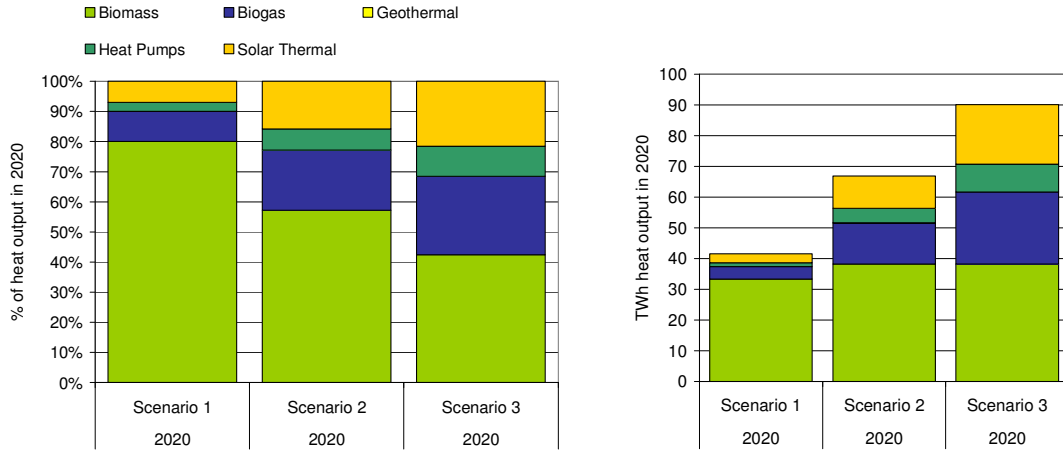 Biomass Biogas Geothermal
Heat Pumps Solar Thermal
% of heat output in 2020
100%
90%
80%
70%
60%
50%
40%
30%
20%
10%
0%
Scenario 1 Scenario 2 Scenario 3
2020 2020 2020
TWh heat output in 2020
100
90
80
70
60
50
40
30
20
10
0
Scenario 1 Scenario 2 Scenario 3
2020 2020 2020